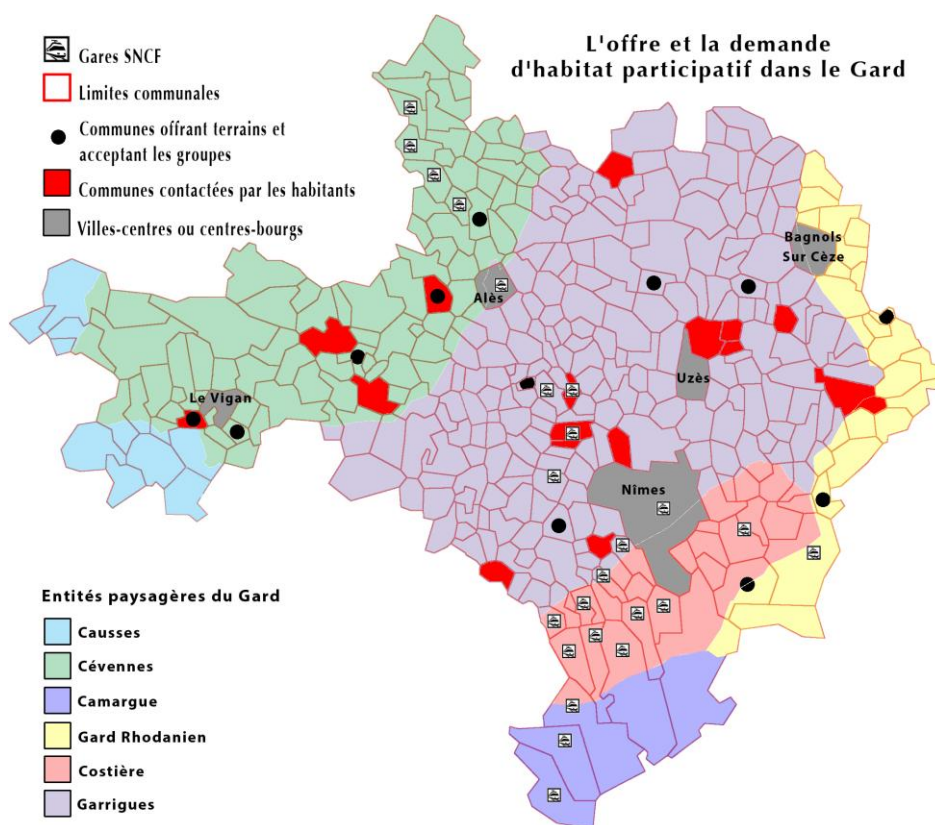 L'offre et la demande
d'habitat participatif dans le Gard
Gares SNCF
Limites communales
Communes offrant terrains et
acceptant les groupes
Communes contactées par les habitants
Villes-centres ou centres-bourgs
Bagnols
Sur Cèze
Alès
Uzès
Le Vigan
Nîmes
Entités paysagères du Gard
Causses
Cévennes
Camargue
Gard Rhodanien
Costière
Garrigues